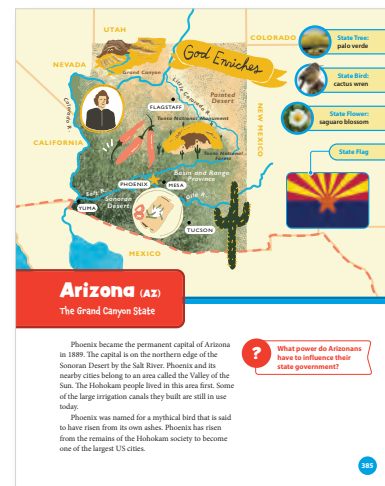 UTAH
COLORADO
NEVADA
CALIFORNIA
NEW MEXICO
MEXICO
God Enriches
Grand Canyon
Little Colorado R.
Painted
Desert
Colorado R.
FLAGSTAFF
Basin and Range
Province
PHOENIX
MESA
Salt R.
Gila R.
Sonoran
Desert
YUMA
TUCSON
State Tree:
palo verde
State Bird:
cactus wren
State Flower:
saguaro blossom
State Flag
Arizona (AZ)
The Grand Canyon State
Phoenix became the permanent capital of Arizona
in 1889. The capital is on the northern edge of the
Sonoran Desert by the Salt River. Phoenix and its
nearby cities belong to an area called the Valley of the
Sun. The Hohokam people lived in this area first. Some
of the large irrigation canals they built are still in use
today.
Phoenix was named for a mythical bird that is said
to have risen from its own ashes. Phoenix has risen
from the remains of the Hohokam society to become
one of the largest US cities.
?
What power do Arizonans
have to influence their
state government?
385